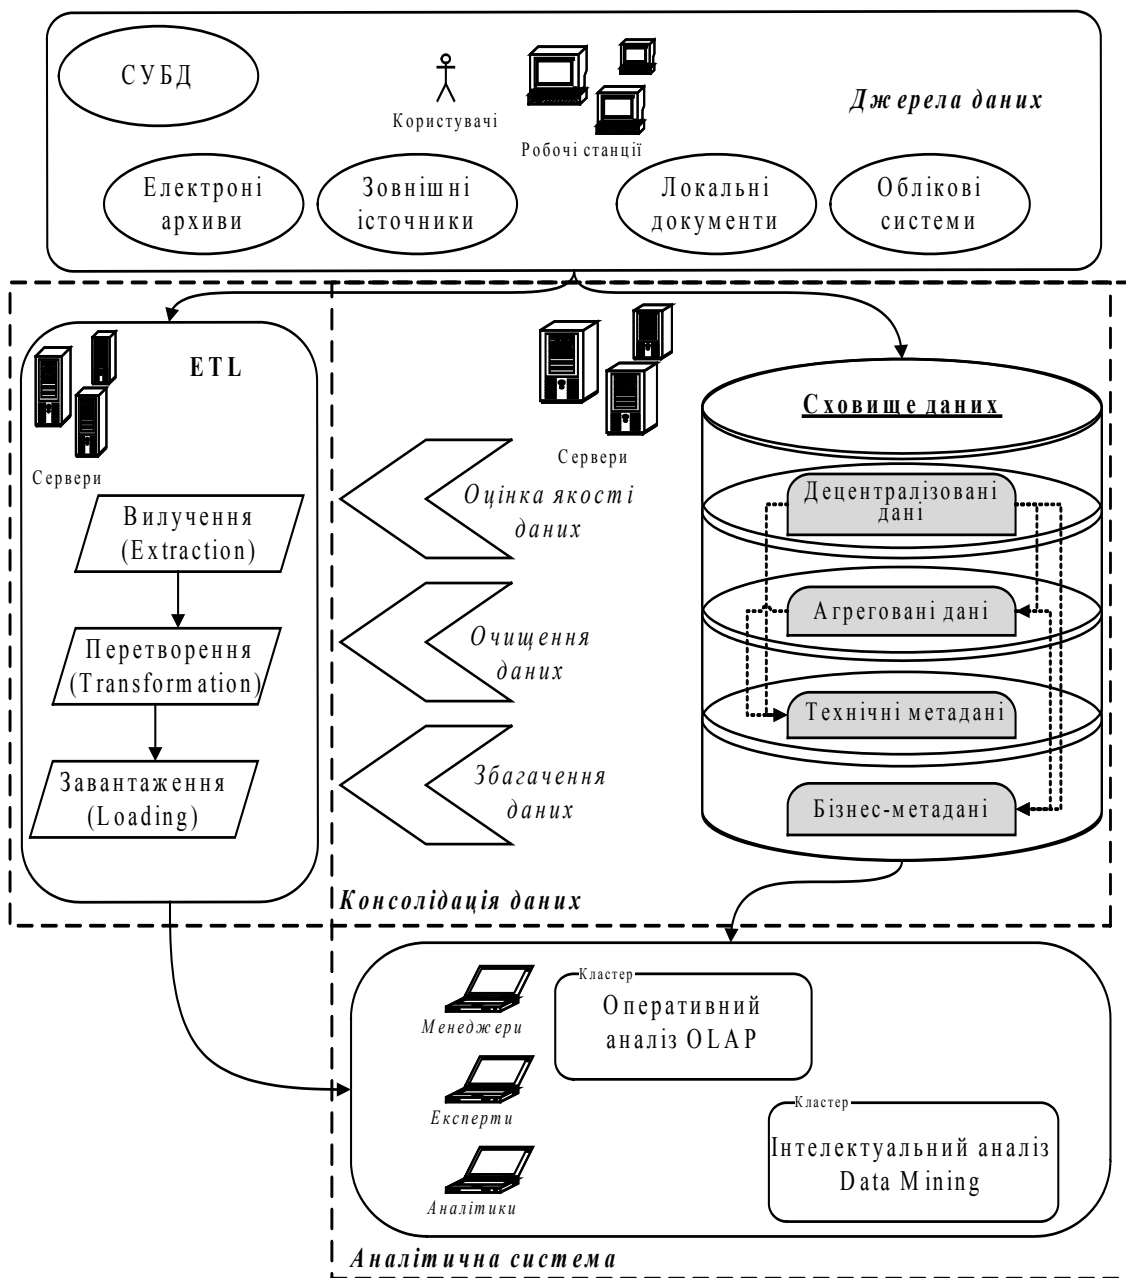 СУБД
Користувачі
Робочі станції
Джерела даних
Електроні
архиви
Зовнішні
істочники
Локальні
документи
Облікові
системи
ETL
Сервери
Вилучення
(Extraction)
Перетворення
(Transformation)
Завантаження
(Loading)
Сервери
Оцінка якості
даних
Очищення
даних
Збагачення
даних
Сховище даних
Децентралізовані
дані
Агреговані дані
Технічні метадані
Бізнес-метадані
Консолідація даних
Менеджери
Експерти
Аналітики
Кластер
Оперативний
аналіз OLAP
Кластер
Інтелектуальний аналіз
Data Mining
Аналітична система